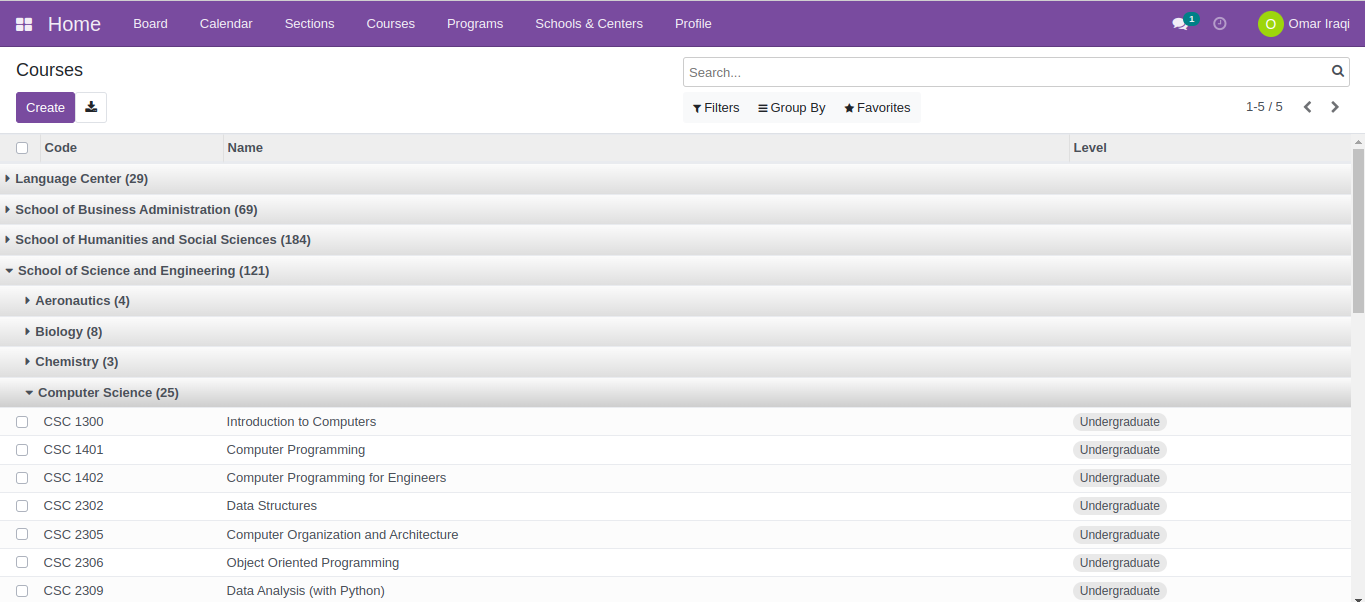 Home Board Calendar Sections Courses Programs Schools & Centers Profile 1 O Omar Iraqi
Courses
Search...
Create
Filters Group By Favorites 1-5 / 5
Code Name Level
Language Center (29)
School of Business Administration (69)
School of Humanities and Social Sciences (184)
School of Science and Engineering (121)
Aeronautics (4)
Biology (8)
Chemistry (3)
Computer Science (25)
CSC 1300 Introduction to Computers Undergraduate
CSC 1401 Computer Programming Undergraduate
CSC 1402 Computer Programming for Engineers Undergraduate
CSC 2302 Data Structures Undergraduate
CSC 2305 Computer Organization and Architecture Undergraduate
CSC 2306 Object Oriented Programming Undergraduate
CSC 2309 Data Analysis (with Python) Undergraduate